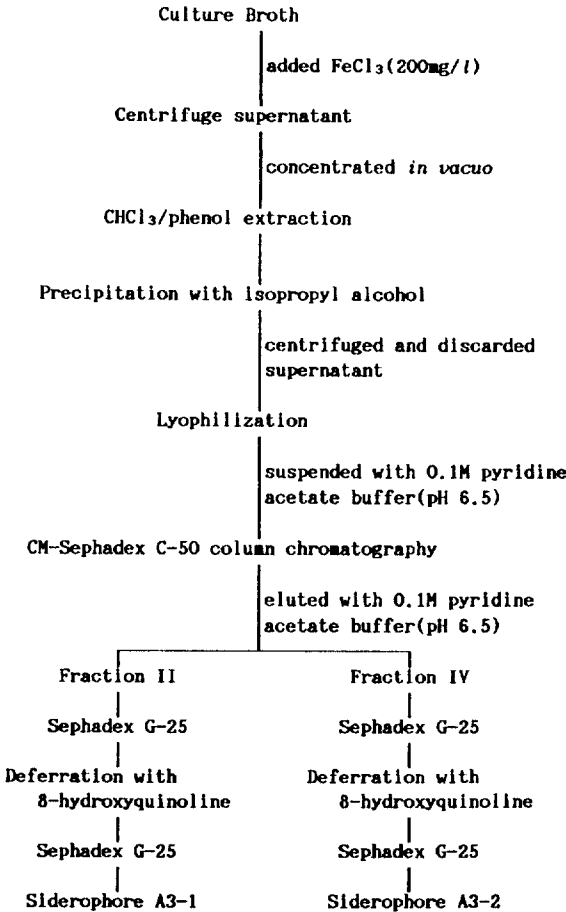 Culture Broth
added FeCl₃(200mg/l)
Centrifuge supernatant
concentrated in vacuo
CHCl₃/phenol extraction
Precipitation with isopropyl alcohol
centrifuged and discarded
supernatant
Lyophilization
suspended with 0.1M pyridine
acetate buffer(pH 6.5)
CM-Sephadex C-50 column chromatography
eluted with 0.1M pyridine
acetate buffer(pH 6.5)
Fraction II
Sephadex G-25
Deferration with
8-hydroxyquinoline
Sephadex G-25
Siderophore A3-1
Fraction IV
Sephadex G-25
Deferration with
8-hydroxyquinoline
Sephadex G-25
Siderophore A3-2